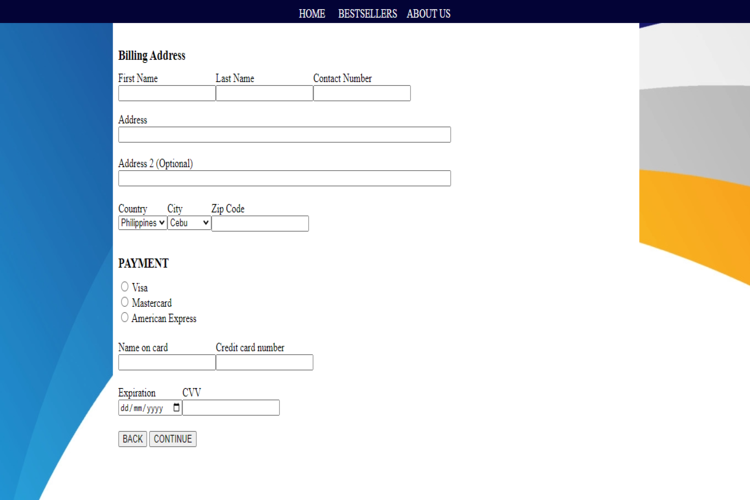 HOME BESTSELLERS ABOUT US
Billing Address
First Name Last Name Contact Number
Address
Address 2 (Optional)
Country City Zip Code
Philippines Cebu
PAYMENT
Visa
Mastercard
American Express
Name on card Credit card number
Expiration CVV
dd/mm/yyyy
BACK CONTINUE